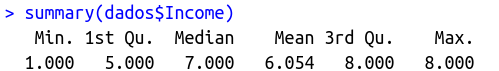 > summary(dados$Income)
Min. 1st Qu. Median Mean 3rd Qu. Max.
1.000 5.000 7.000 6.054 8.000 8.000